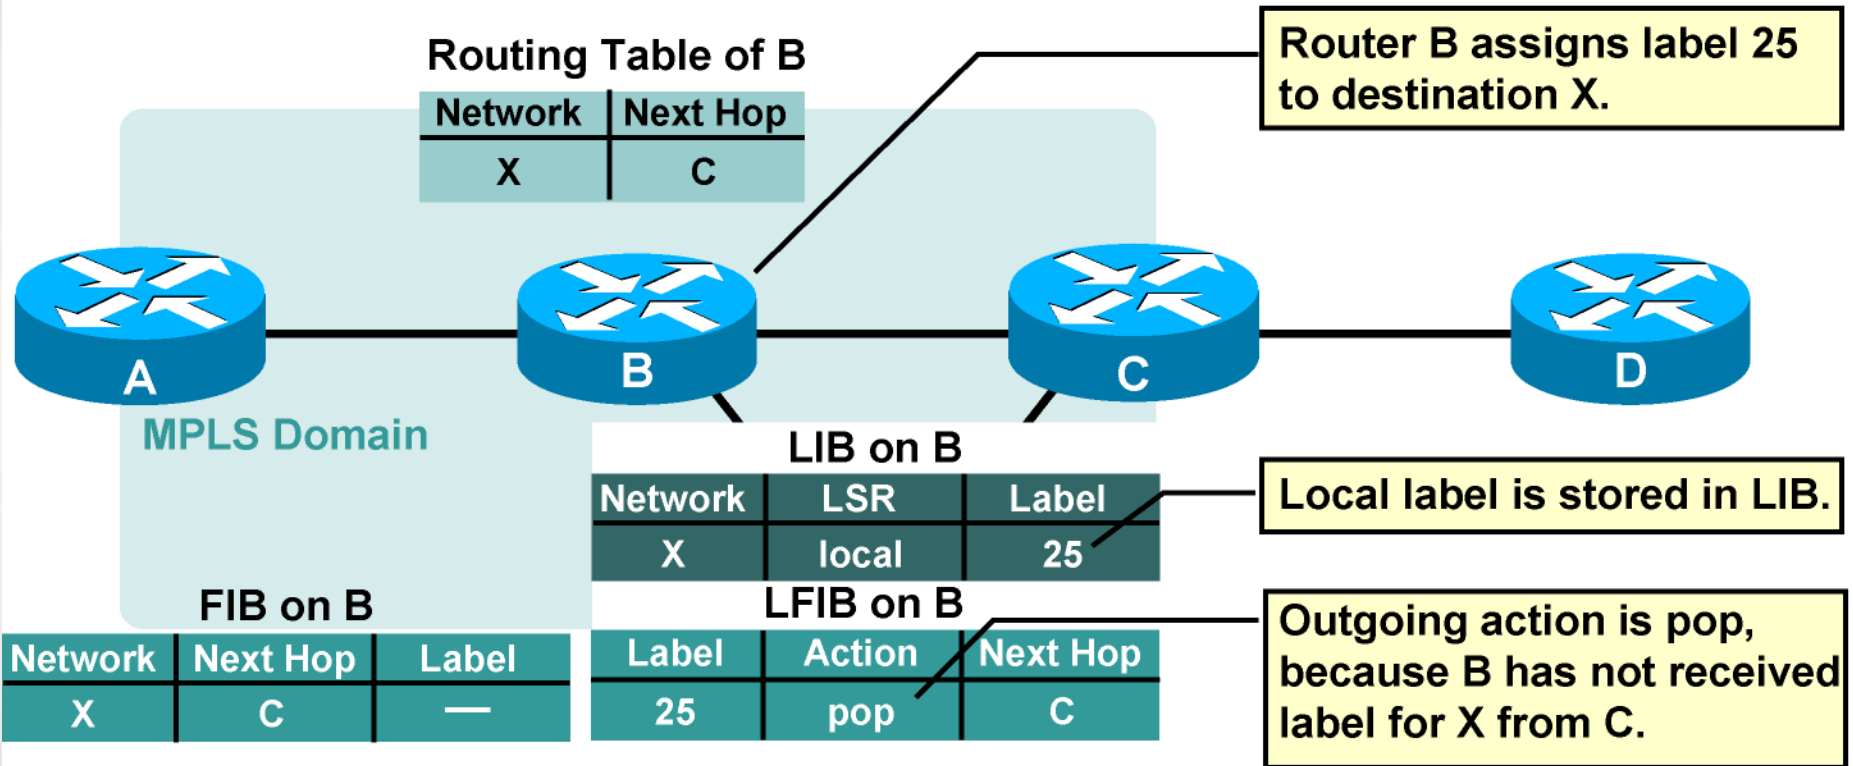 Routing Table of B
Network Next Hop
X C
Router B assigns label 25
to destination X.
A
B
C
D
MPLS Domain
LIB on B
Network LSR Label
X local 25
Local label is stored in LIB.
FIB on B
Network Next Hop Label
X C —
LFIB on B
Label Action Next Hop
25 pop C
Outgoing action is pop,
because B has not received
label for X from C.